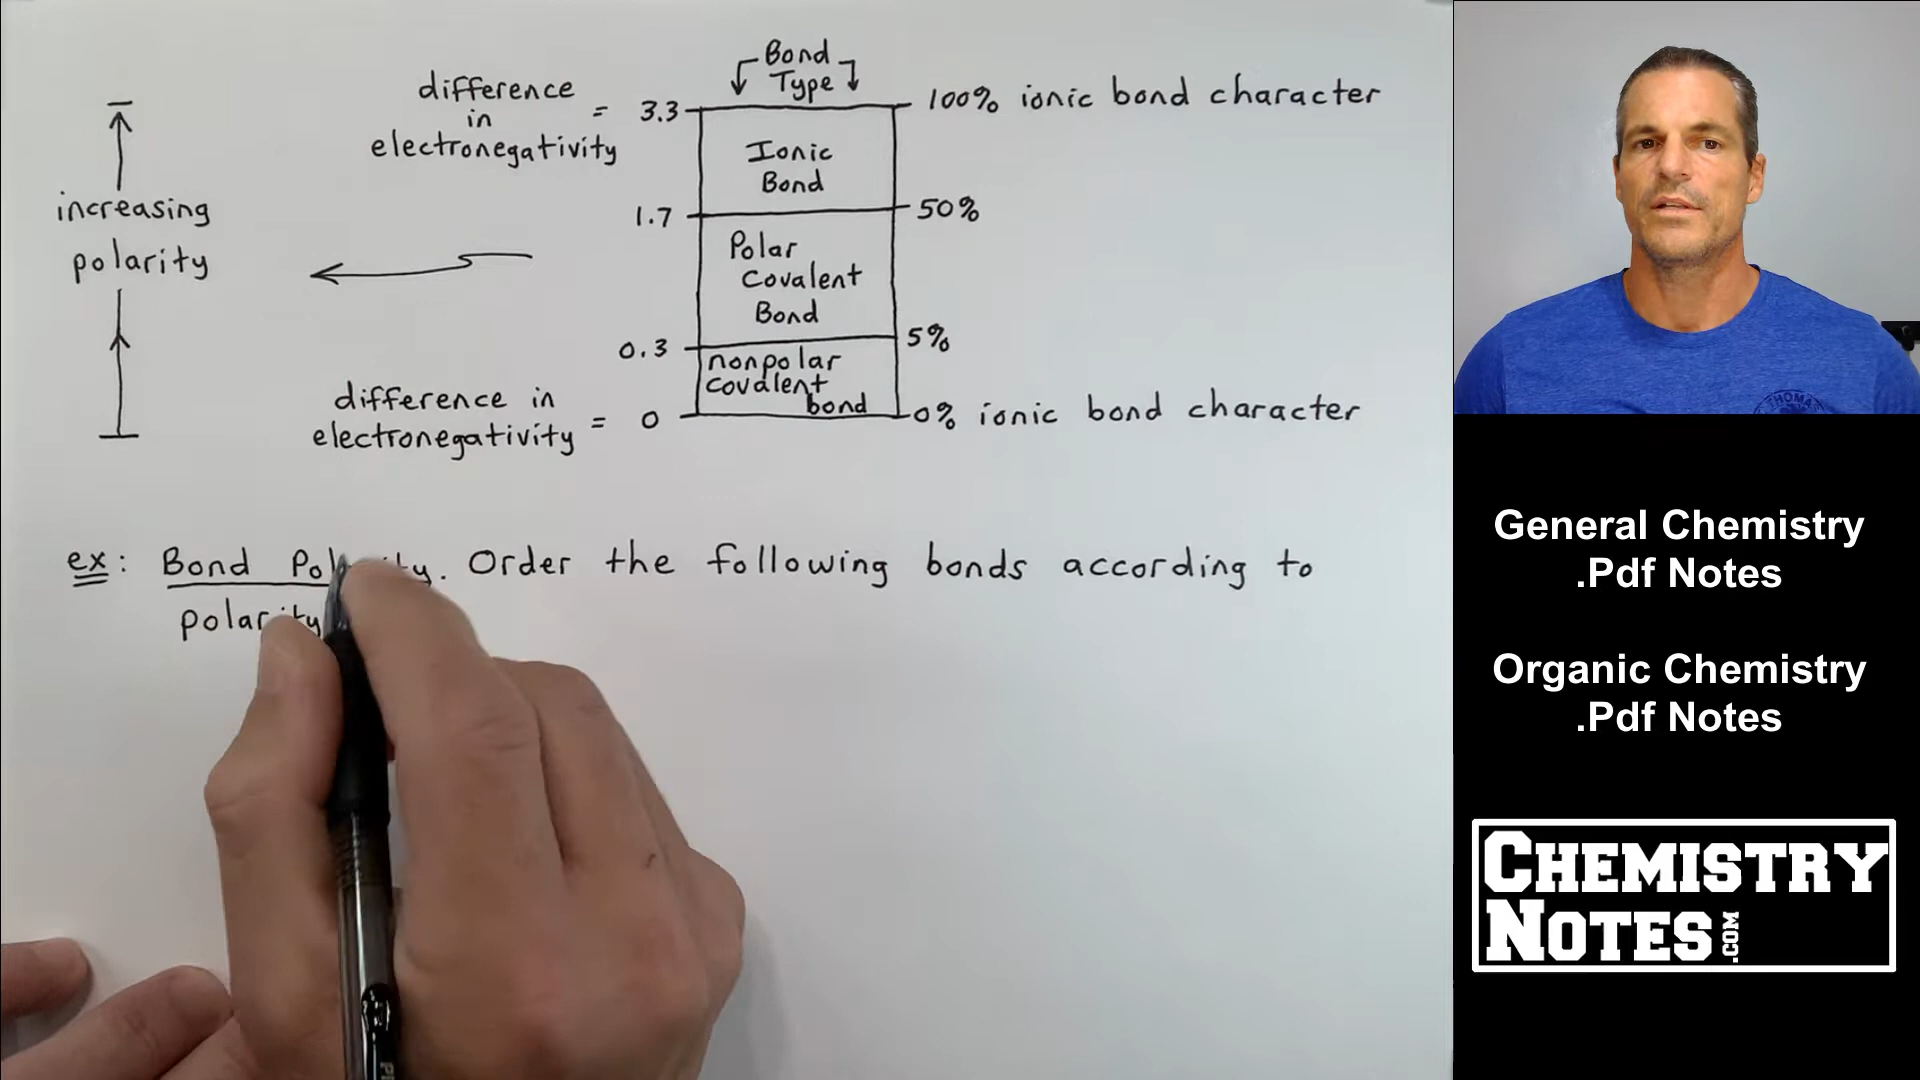 Bond
Type
difference
in
electronegativity
= 3.3
100% ionic bond character
Ionic
Bond
increasing
polarity
1.7
50%
Polar
Covalent
Bond
0.3
5%
nonpolar
covalent
bond
difference in
electronegativity
= 0
0% ionic bond character
ex: Bond Polarity. Order the following bonds according to
polarity
General Chemistry
.Pdf Notes
Organic Chemistry
.Pdf Notes
CHEMISTRY
NOTES.COM